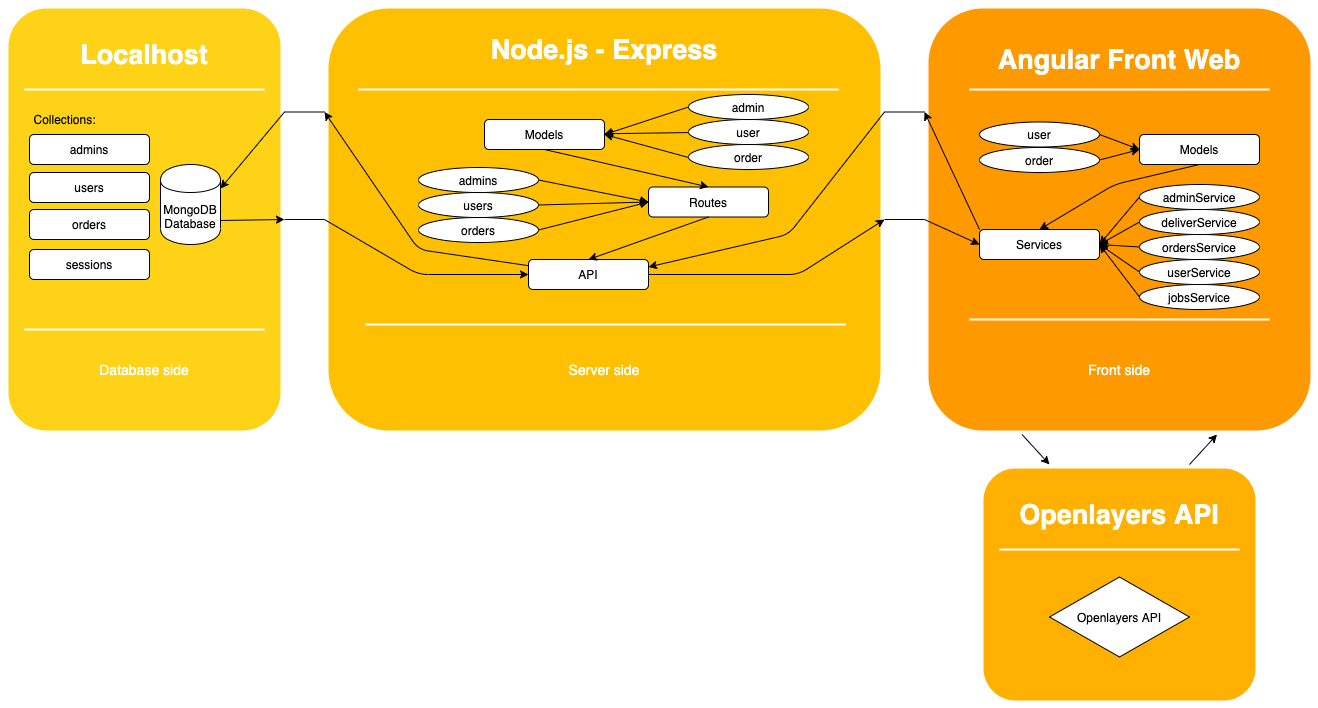 Localhost
Collections:
admins
users
orders
sessions
MongoDB
Database
Database side
Node.js - Express
admin
user
order
Models
admins
users
orders
Routes
API
Server side
Angular Front Web
user
order
Models
adminService
deliverService
ordersService
userService
jobsService
Services
Front side
Openlayers API
Openlayers API